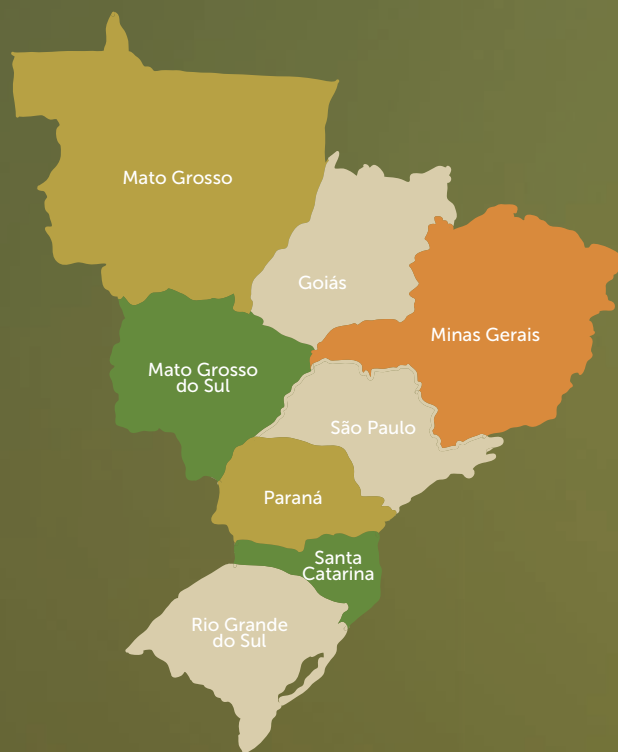 Mato Grosso
Goiás
Minas Gerais
Mato Grosso
do Sul
São Paulo
Paraná
Santa
Catarina
Rio Grande
do Sul